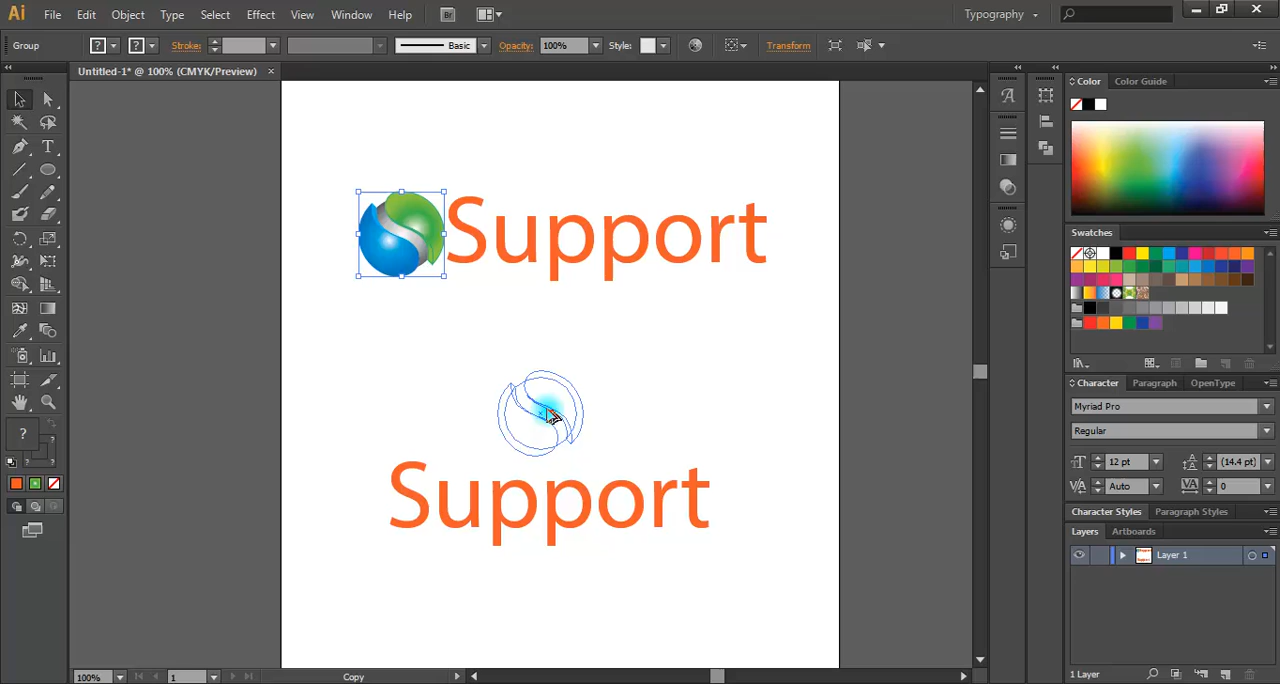 Ai File Edit Object Type Select Effect View Window Help Br Typography
Group ? ? Stroke: Basic Opacity: 100% Style: Transform
Untitled-1* @ 100% (CMYK/Preview) ×
Color Color Guide
Support
Swatches
Support
?
Character Paragraph OpenType
Myriad Pro
Regular
12 pt (14.4 pt)
Auto 0
Character Styles Paragraph Styles
Layers Artboards
Layer 1
1 Layer
100% 1 Copy